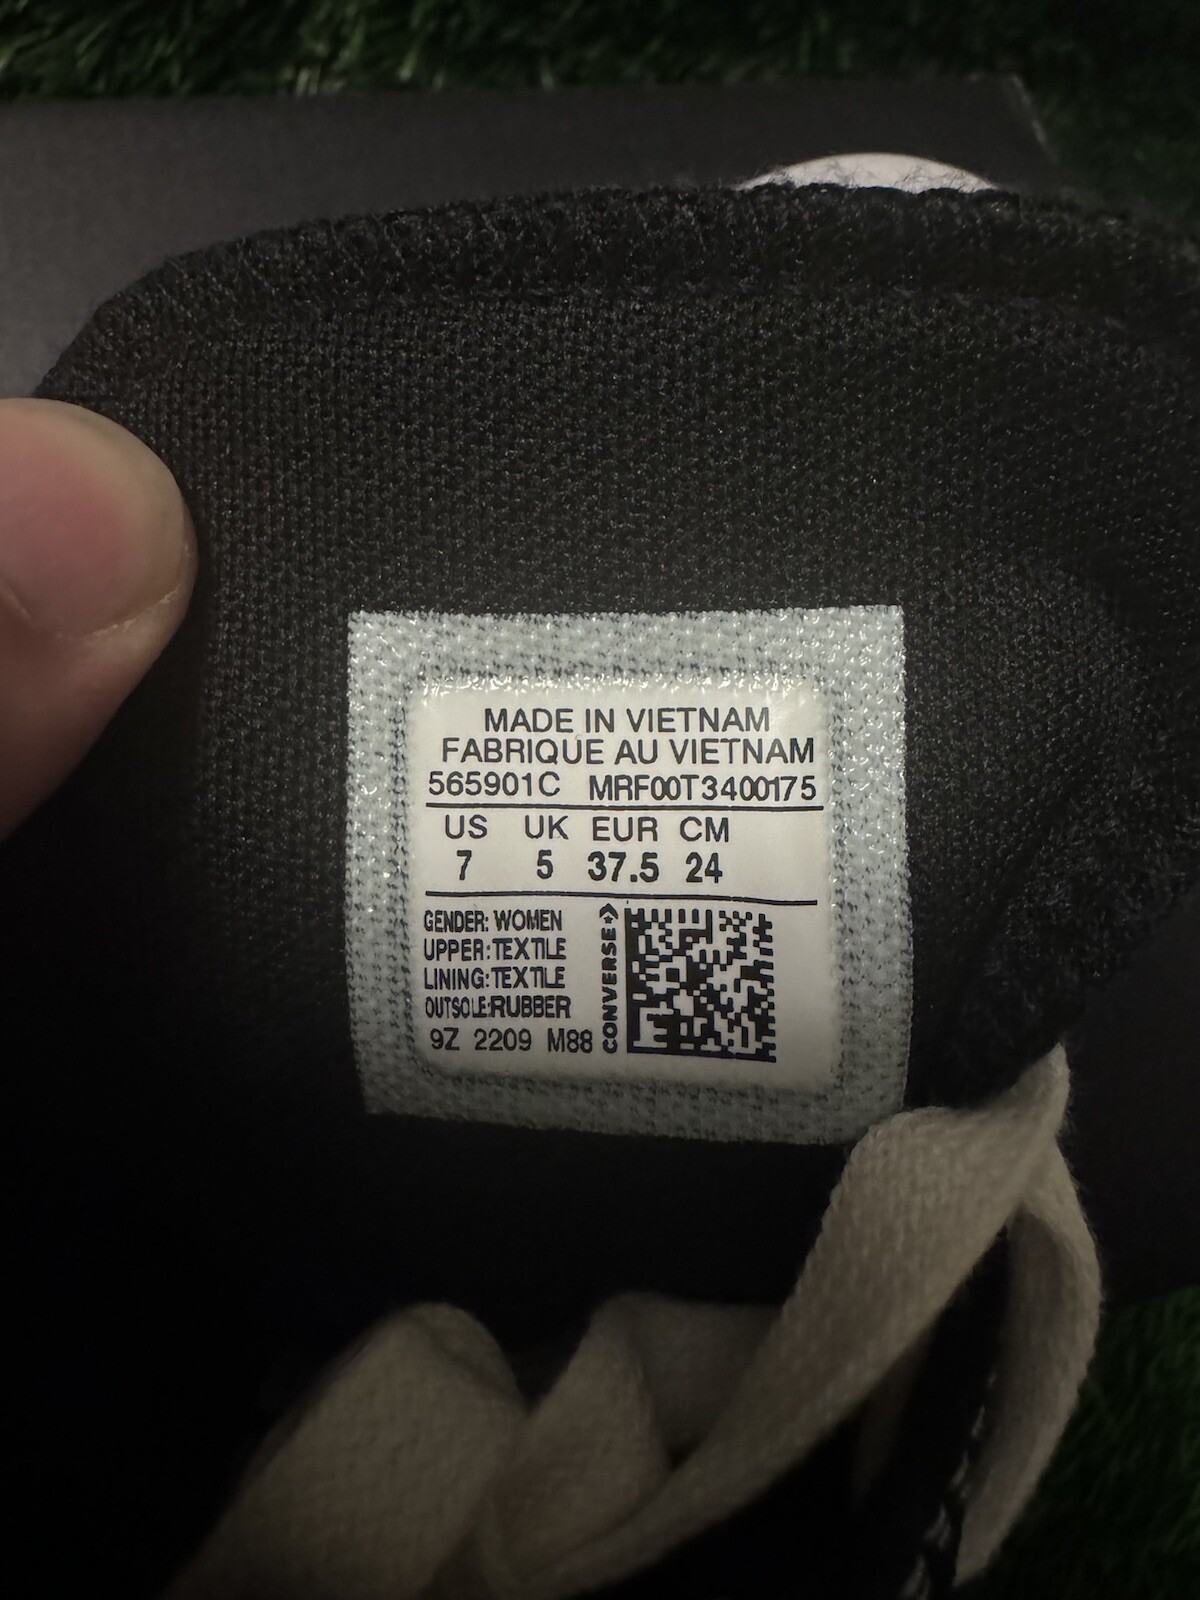 MADE IN VIETNAM
FABRIQUE AU VIETNAM
565901C MRF00T3400175
US UK EUR CM
7 5 37.5 24
GENDER: WOMEN
UPPER: TEXTILE
LINING: TEXTILE
OUTSOLE:RUBBER
9Z 2209 M88
CONVERSE